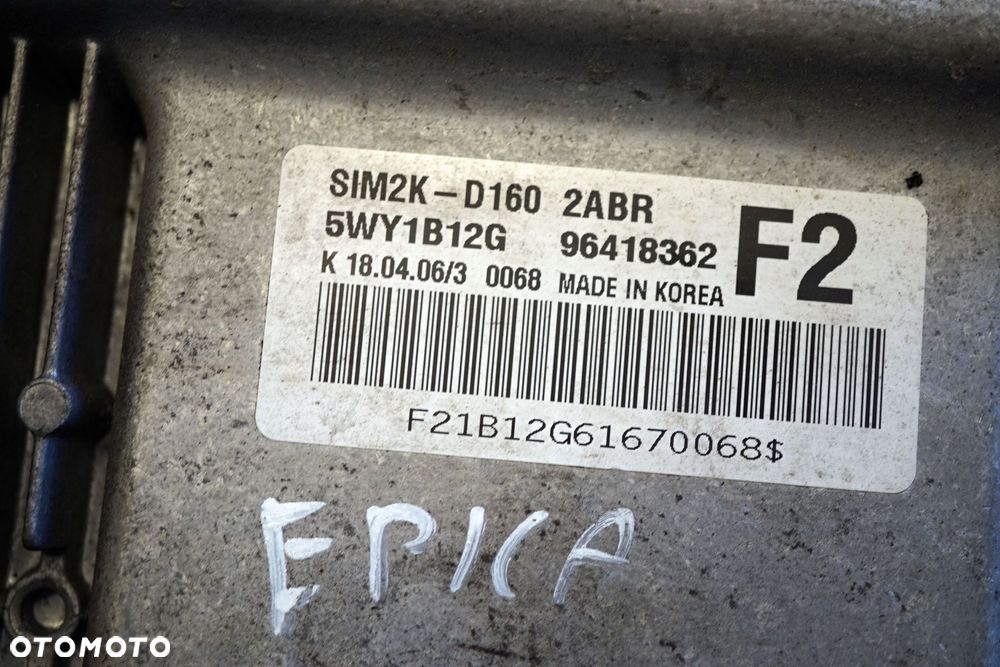 SIM2K-D160 2ABR
5WY1B12G 96418362 F2
K 18.04.06/3 0068 MADE IN KOREA
F21B12G61670068$
EPICA
OTOMOTO